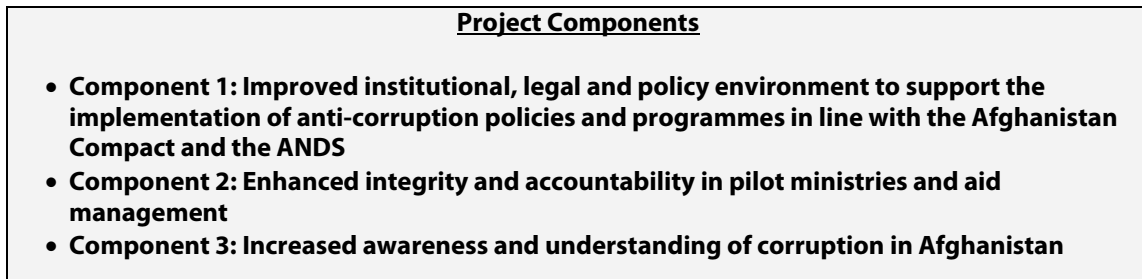 Project Components
• Component 1: Improved institutional, legal and policy environment to support the
implementation of anti-corruption policies and programmes in line with the Afghanistan
Compact and the ANDS
• Component 2: Enhanced integrity and accountability in pilot ministries and aid
management
• Component 3: Increased awareness and understanding of corruption in Afghanistan